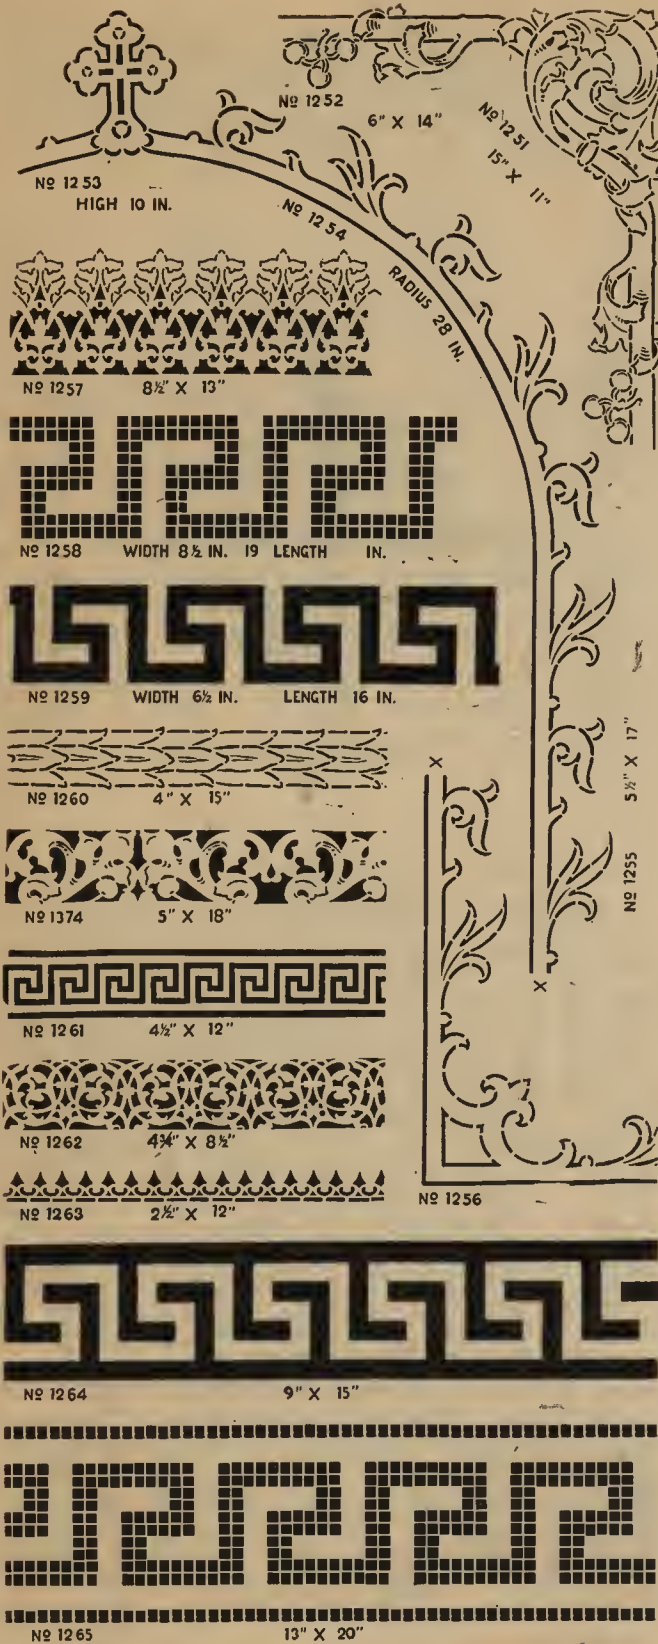 Nº 1252
6" X 14"
Nº 1251
15" X 11"
Nº 1253
HIGH 10 IN.
Nº 1254
RADIUS 28 IN.
Nº 1257 8½" X 13"
Nº 1258 WIDTH 8½ IN. 19 LENGTH IN.
Nº 1259 WIDTH 6½ IN. LENGTH 16 IN.
Nº 1260 4" X 15"
X
5½" X 17"
Nº 1255
Nº 1374 5" X 18"
X
Nº 1261 4½" X 12"
Nº 1262 4¾" X 8½"
Nº 1263 2½" X 12"
Nº 1256
Nº 1264 9" X 15"
Nº 1265 13" X 20"